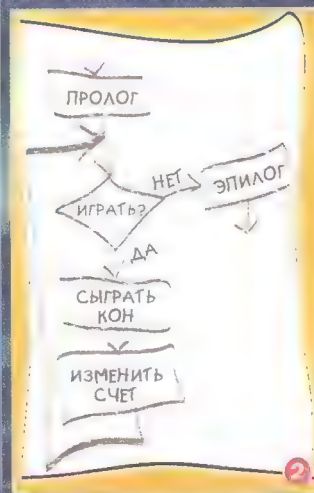 ПРОЛОГ
ИГРАТЬ?
НЕТ
ЭПИЛОГ
ДА
СЫГРАТЬ
КОН
ИЗМЕНИТЬ
СЧЕТ
2